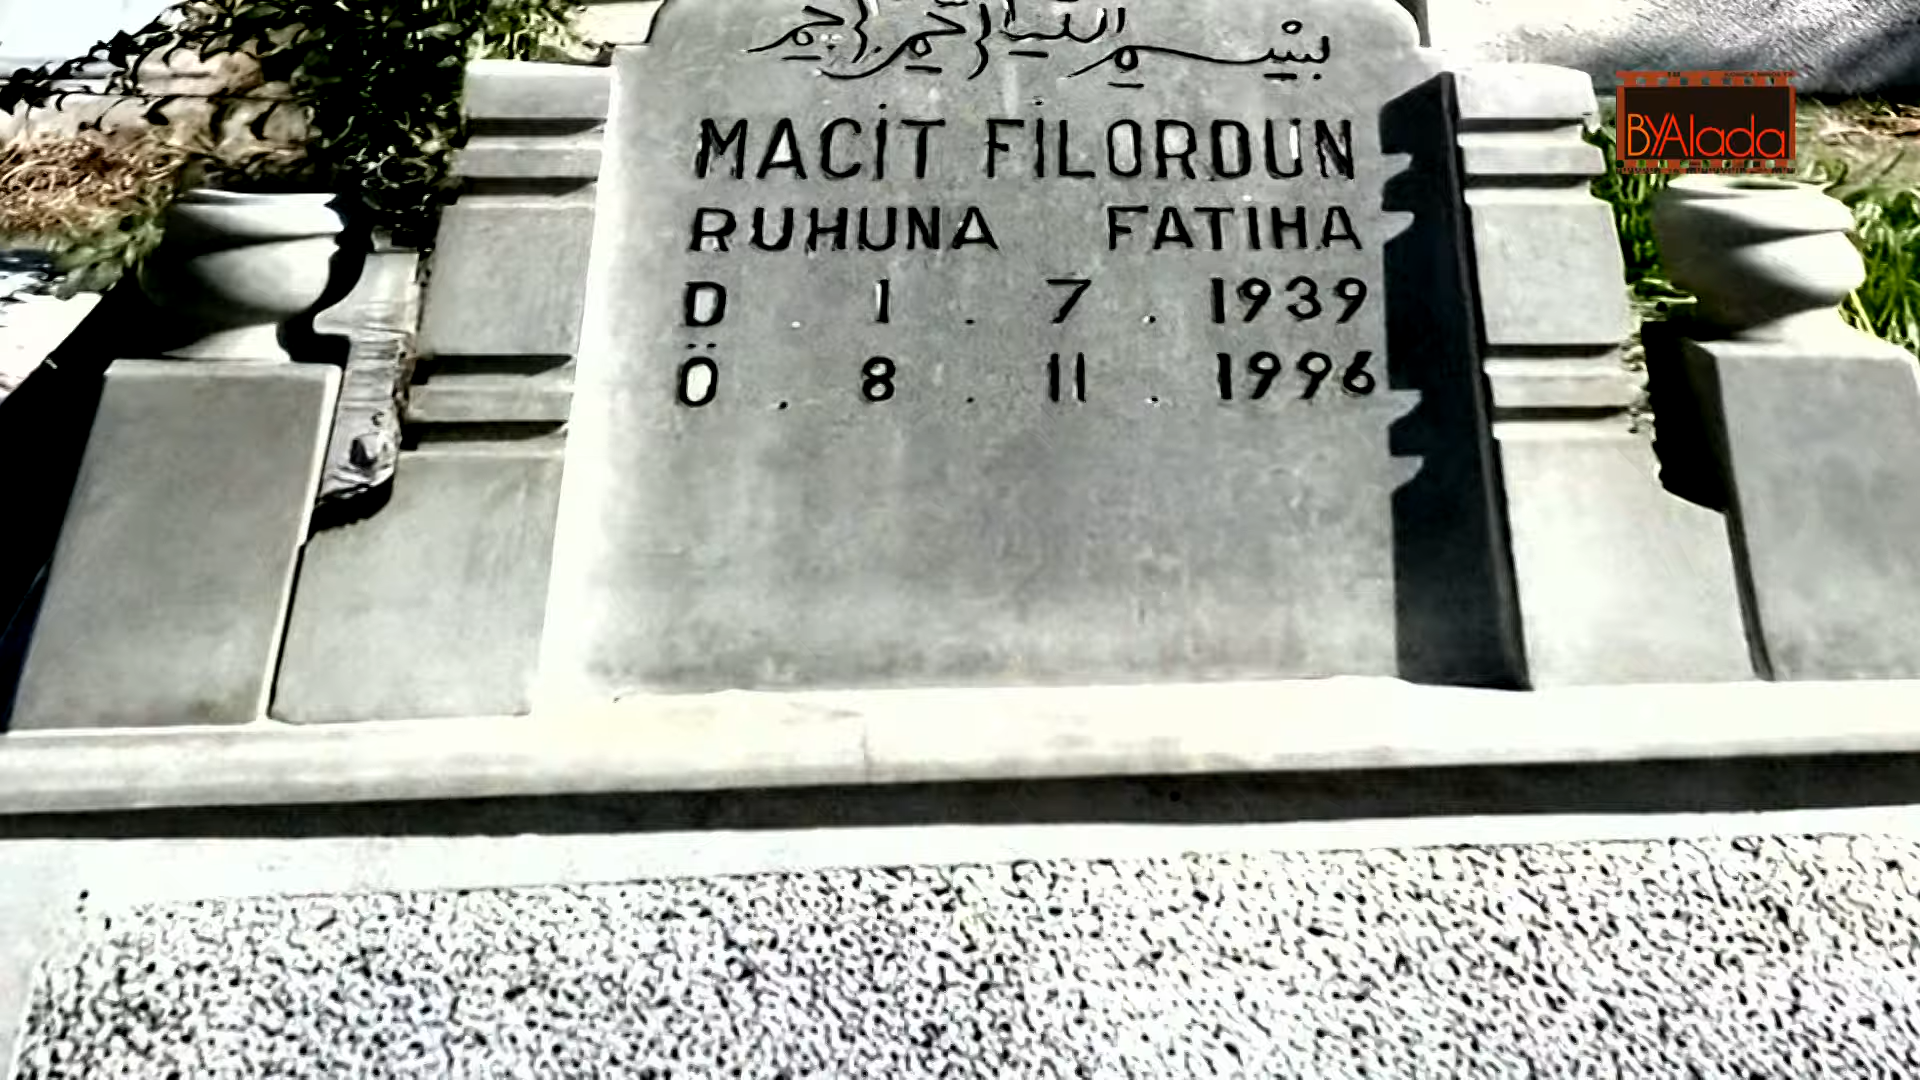 بسم الله الرحمن الرحيم
MACİT FİLORDUN
RUHUNA FATIHA
D . 1 . 7 . 1939
Ö . 8 . 11 . 1996
BYAlada